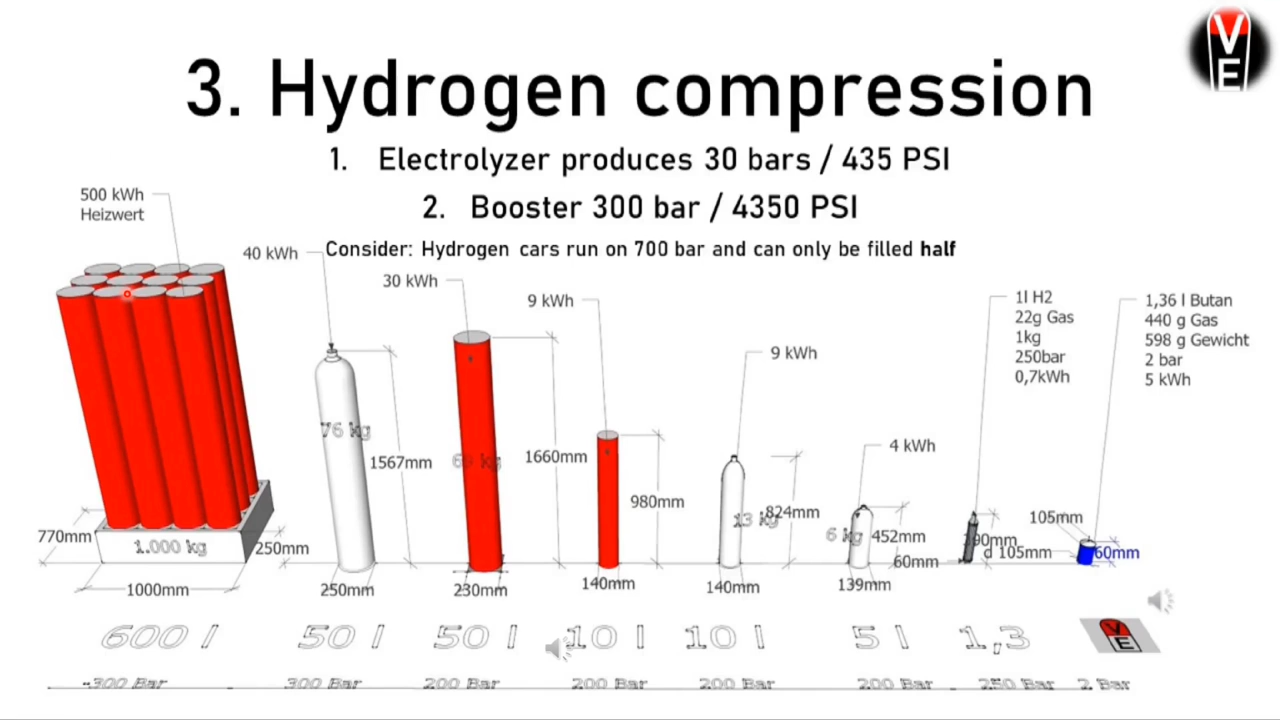 VE
3. Hydrogen compression
1. Electrolyzer produces 30 bars / 435 PSI
2. Booster 300 bar / 4350 PSI
Consider: Hydrogen cars run on 700 bar and can only be filled half
500 kWh
Heizwert
40 kWh
30 kWh
9 kWh
9 kWh
4 kWh
1l H2
22g Gas
1kg
250bar
0,7kWh
1,36 l Butan
440 g Gas
598 g Gewicht
2 bar
5 kWh
76 kg
1567mm
kg
1660mm
980mm
13 kg
824mm
6 kg
452mm
105mm
d 105mm
60mm
60mm
770mm
1.000 kg
250mm
1000mm
250mm
230mm
140mm
140mm
139mm
600 l
50 l
50 l
10 l
10 l
5 l
1,3
VE
-300 Bar
300 Bar
200 Bar
200 Bar
200 Bar
200 Bar
250 Bar
2 Bar